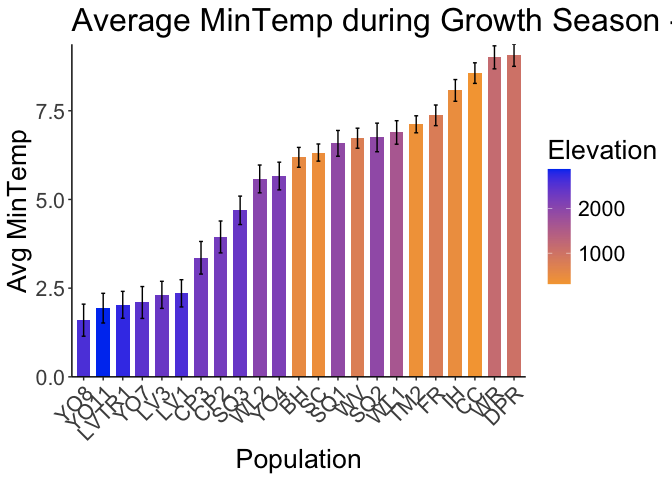 Average MinTemp during Growth Season -
Avg MinTemp
7.5
5.0
2.5
0.0
YO8
YO11
LVTR1
YO7
LV3
LV1
CP3
CP2
SQ3
WL2
YO4
BH
SC
SQ1
WV
SQ2
WL1
TM2
FR
IH
CC
WR
DPR
Population
Elevation
2000
1000